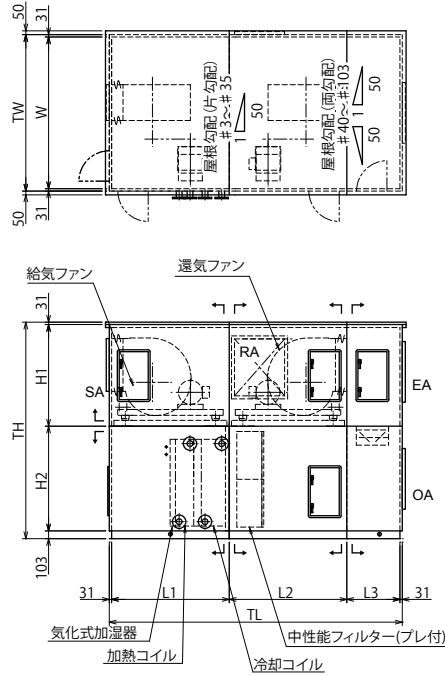 50
31
TW
W
31
50
屋根勾配(片勾配)
#3~#35
1
50
屋根勾配(両勾配)
#40~#103
1
50
50
給気ファン
還気ファン
31
TH
H1
H2
103
SA
RA
EA
OA
31
L1
L2
L3
31
TL
気化式加湿器
加熱コイル
冷却コイル
中性能フィルター(プレ付)